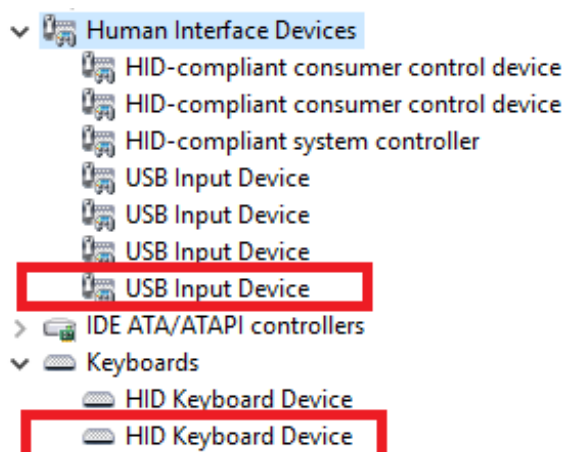 Human Interface Devices
HID-compliant consumer control device
HID-compliant consumer control device
HID-compliant system controller
USB Input Device
USB Input Device
USB Input Device
USB Input Device
IDE ATA/ATAPI controllers
Keyboards
HID Keyboard Device
HID Keyboard Device